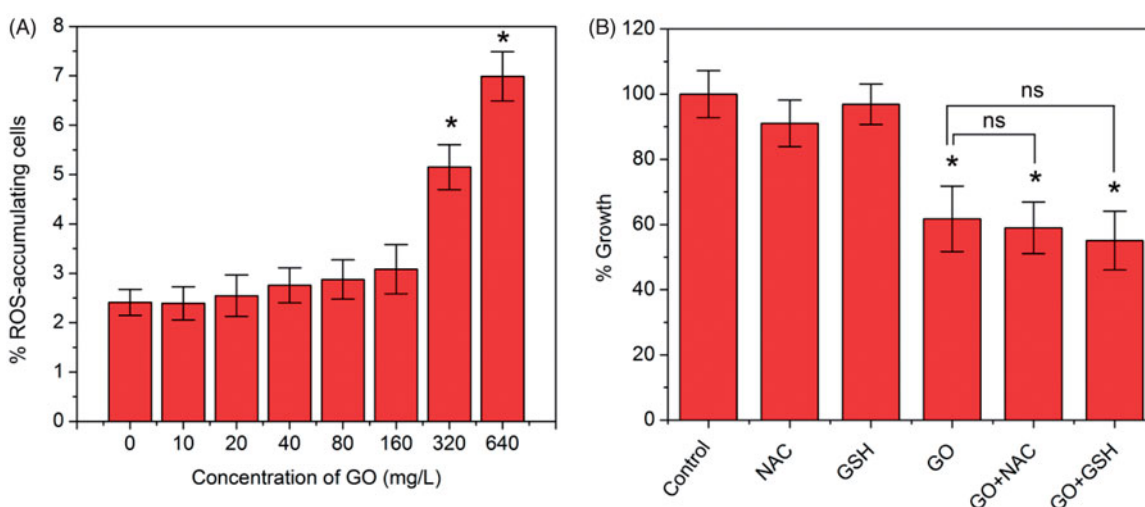 (A)
% ROS-accumulating cells
8
7
6
5
4
3
2
1
0
*
*
0 10 20 40 80 160 320 640
Concentration of GO (mg/L)
(B)
% Growth
120
100
80
60
40
20
0
ns
ns
* * *
Control NAC GSH GO GO+NAC GO+GSH